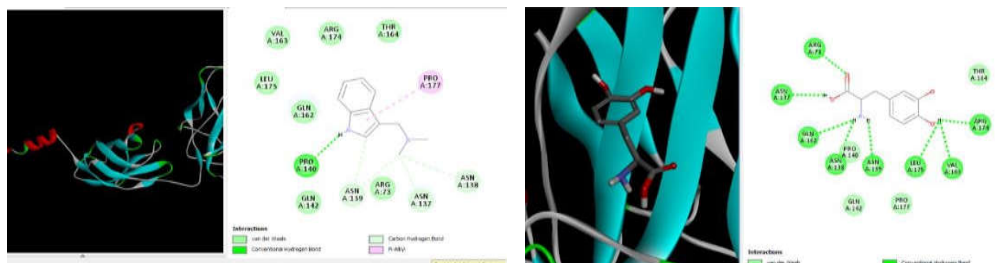 VAL
A:163
ARG
A:174
THR
A:164
LEU
A:175
PRO
A:177
GLN
A:162
PRO
A:140
GLN
A:142
ASN
A:139
ARG
A:73
ASN
A:137
ASN
A:138
Interactions
van der Waals
Conventional Hydrogen Bond
Carbon Hydrogen Bond
Pi-Alkyl
ARG
A:73
THR
A:164
ASN
A:137
ARG
A:174
GLN
A:162
PRO
A:140
ASN
A:138
ASN
A:139
LEU
A:175
VAL
A:163
GLN
A:142
PRO
A:177
Interactions
van der Waals
Conventional Hydrogen Bond